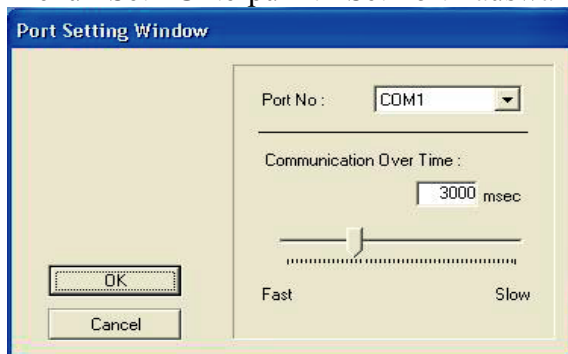 Port Setting Window
Port No :
COM1
Communication Over Time :
3000 msec
Fast
Slow
OK
Cancel